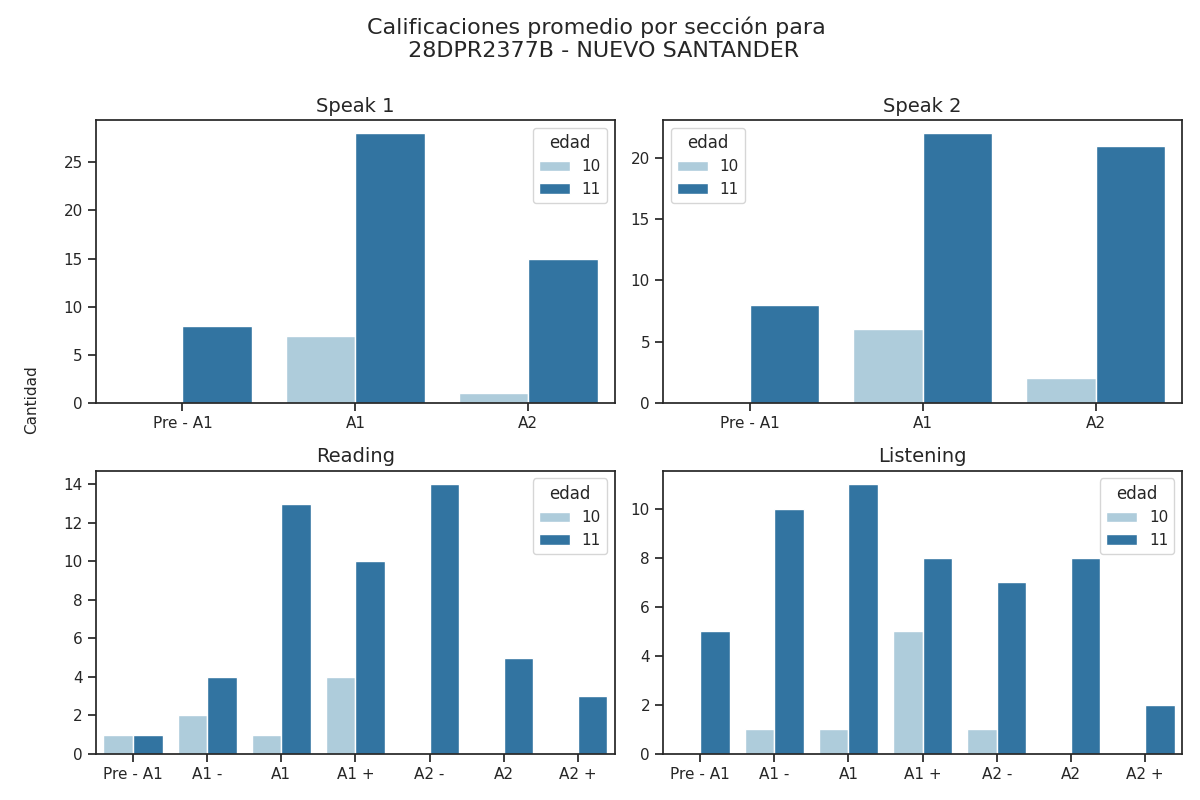 Calificaciones promedio por sección para
28DPR2377B - NUEVO SANTANDER
Speak 1
25
20
15
10
5
0
edad
10
11
Pre - A1
A1
A2
Speak 2
20
15
10
5
0
edad
10
11
Pre - A1
A1
A2
Cantidad
Reading
14
12
10
8
6
4
2
0
edad
10
11
Pre - A1
A1 -
A1
A1 +
A2 -
A2
A2 +
Listening
10
8
6
4
2
0
edad
10
11
Pre - A1
A1 -
A1
A1 +
A2 -
A2
A2 +